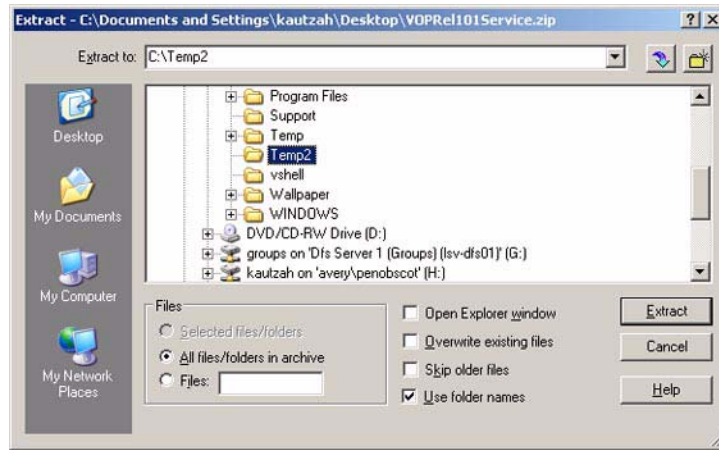 Extract - C:\Documents and Settings\kautzah\Desktop\VOPRel101Service.zip
Extract to: C:\Temp2
Desktop
My Documents
My Computer
My Network Places
Program Files
Support
Temp
Temp2
vshell
Wallpaper
WINDOWS
DVD/CD-RW Drive (D:)
groups on 'Dfs Server 1 (Groups) (lsv-dfs01)' (G:)
kautzah on 'avery\penobscot' (H:)
Files
Selected files/folders
All files/folders in archive
Files:
Open Explorer window
Overwrite existing files
Skip older files
Use folder names
Extract
Cancel
Help